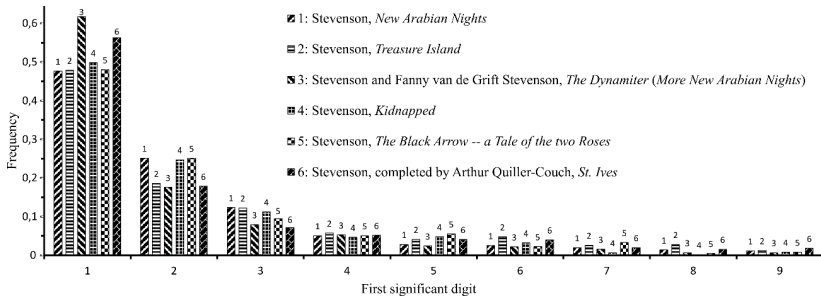 0,6
0,5
0,4
0,3
0,2
0,1
0
Frequency
1: Stevenson, New Arabian Nights
2: Stevenson, Treasure Island
3: Stevenson and Fanny van de Grift Stevenson, The Dynamiter (More New Arabian Nights)
4: Stevenson, Kidnapped
5: Stevenson, The Black Arrow -- a Tale of the two Roses
6: Stevenson, completed by Arthur Quiller-Couch, St. Ives
1 2 3 4 5 6
1 2 3 4 5 6
1 2 3 4 5 6
1 2 3 4 5 6
1 2 3 4 5 6
1 2 3 4 5 6
1 2 3 4 5 6
1 2 3 4 5 6
1 2 3 4 5 6
1 2 3 4 5 6 7 8 9
First significant digit